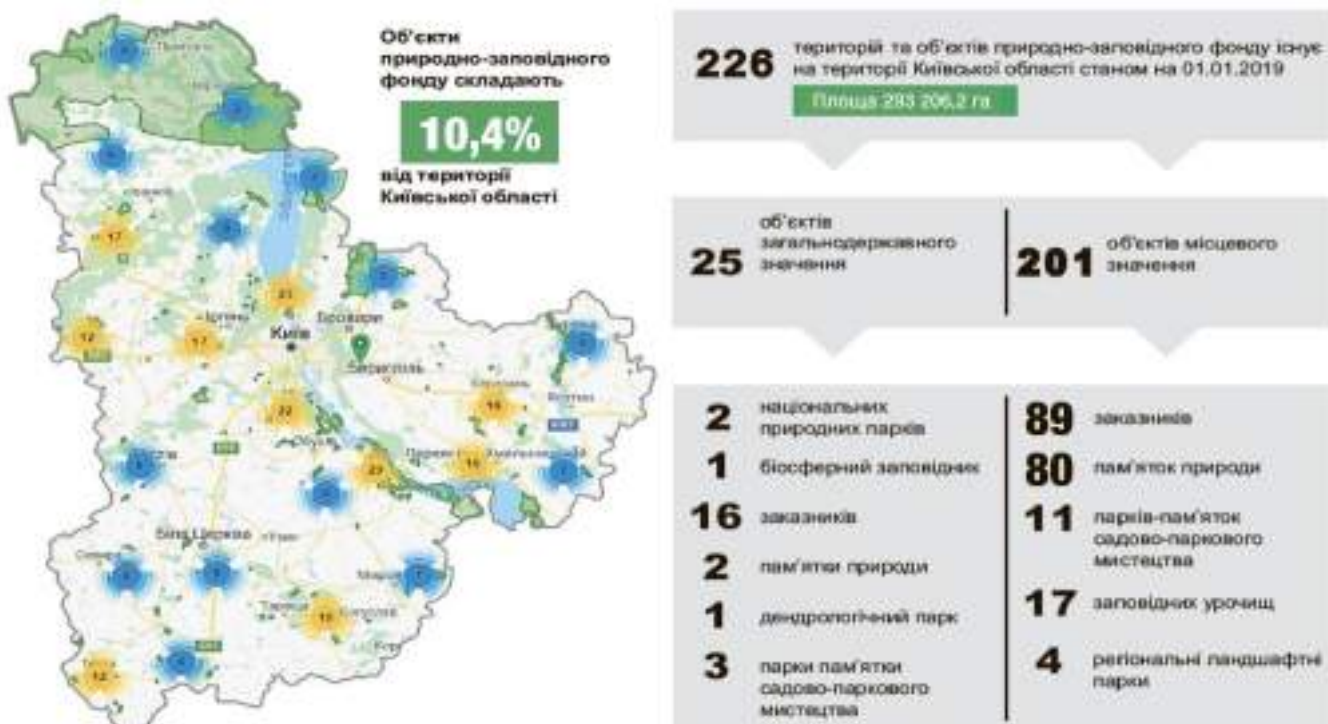 Об'єкти
природно-заповідного
фонду складають
10,4%
від території
Київської області
226
територій та об'єктів природно-заповідного фонду існує
на території Київської області станом на 01.01.2019
Площа 293 206,2 га
25
об'єктів
загальнодержавного
значення
201
об'єктів місцевого
значення
2
національних
природних парків
1
біосферний заповідник
16
заказників
2
пам'ятки природи
1
дендрологічний парк
3
парки пам'ятки
садово-паркового
мистецтва
89
заказників
80
пам'яток природи
11
парків-пам'яток
садово-паркового
мистецтва
17
заповідних урочищ
4
регіональні ландшафтні
парки
17
Ірпінь
Бровари
12
17
Київ
Бориспіль
22
23
Біла Церква
Тараща
12